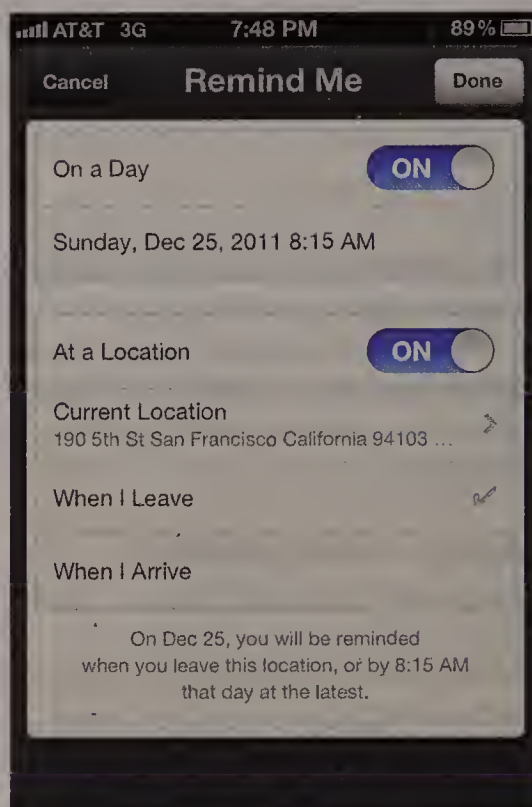 AT&T 3G 7:48 PM 89%
Cancel Remind Me Done
On a Day ON
Sunday, Dec 25, 2011 8:15 AM
At a Location ON
Current Location
190 5th St San Francisco California 94103 ...
When I Leave
When I Arrive
On Dec 25, you will be reminded
when you leave this location, or by 8:15 AM
that day at the latest.